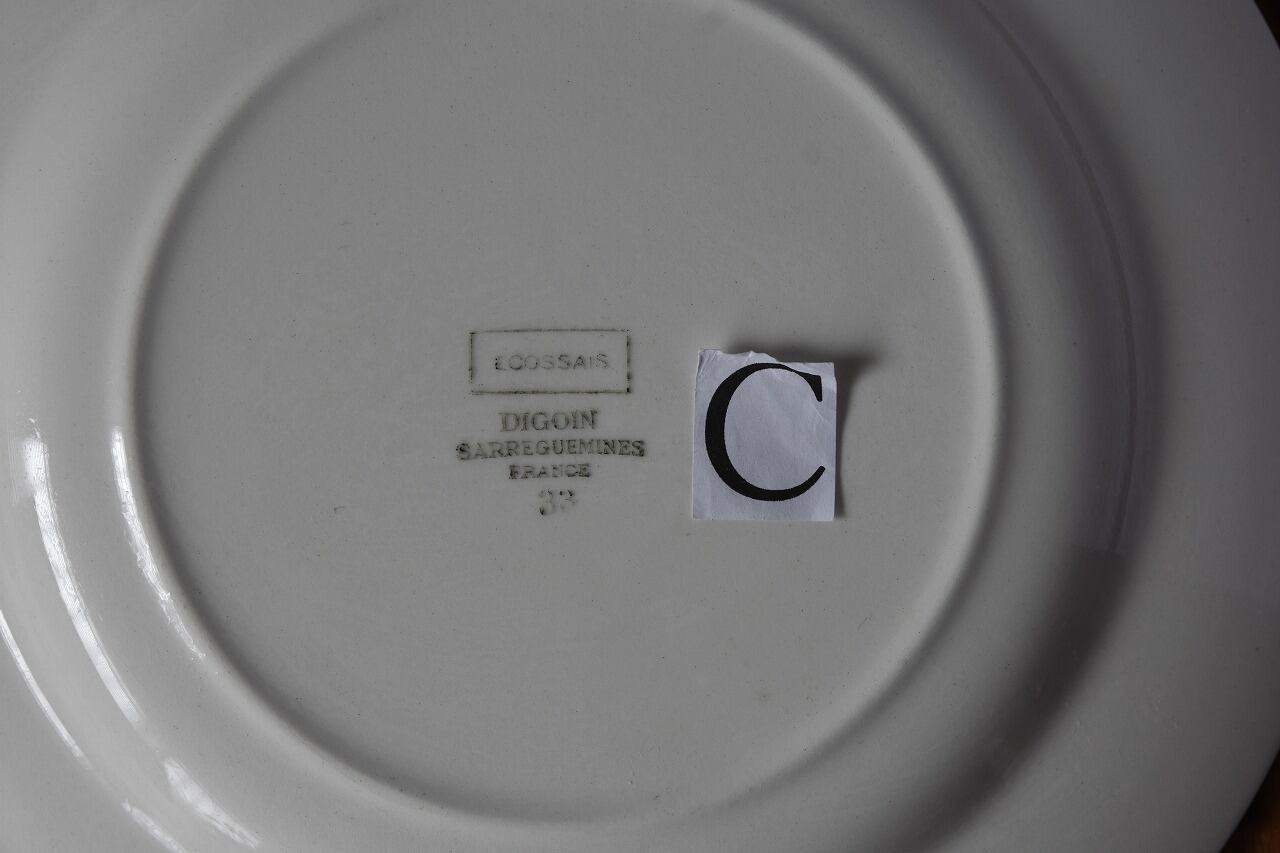 ECOSSAIS
DIGOIN
SARREGUEMINES
FRANCE
33
C